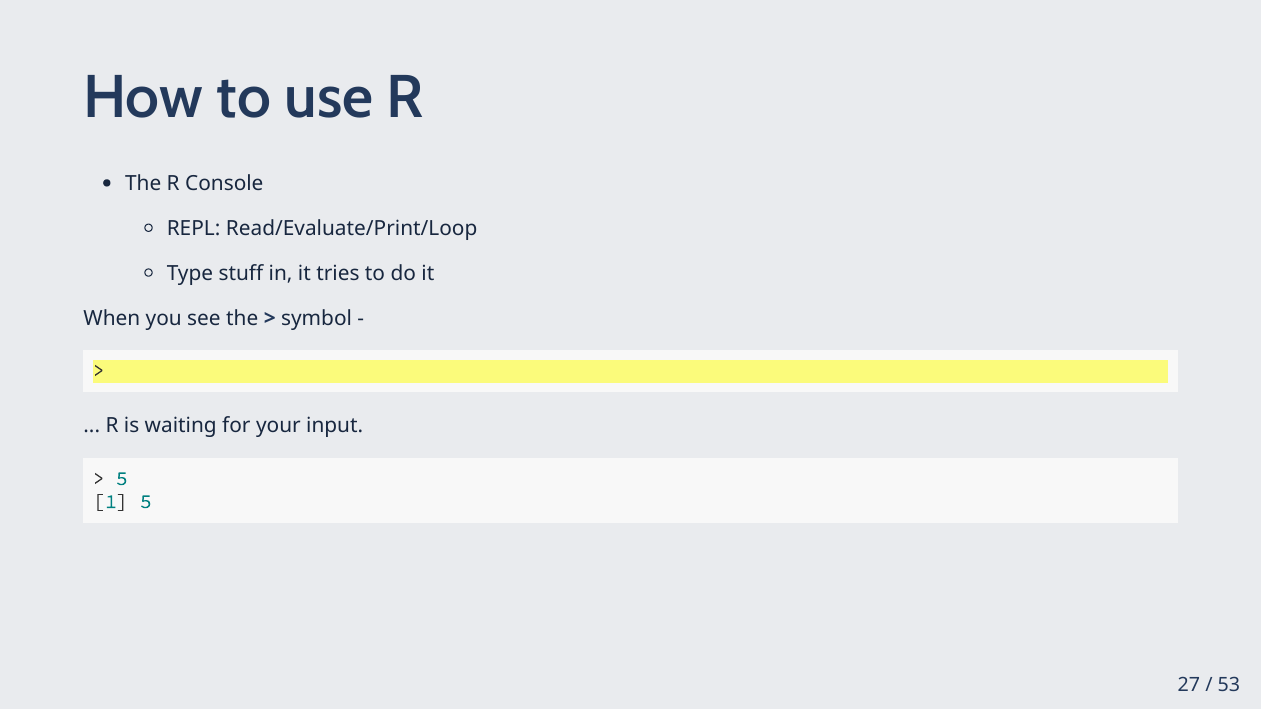 How to use R
• The R Console
◦ REPL: Read/Evaluate/Print/Loop
◦ Type stuff in, it tries to do it
When you see the > symbol -
>
... R is waiting for your input.
> 5
[1] 5
27 / 53